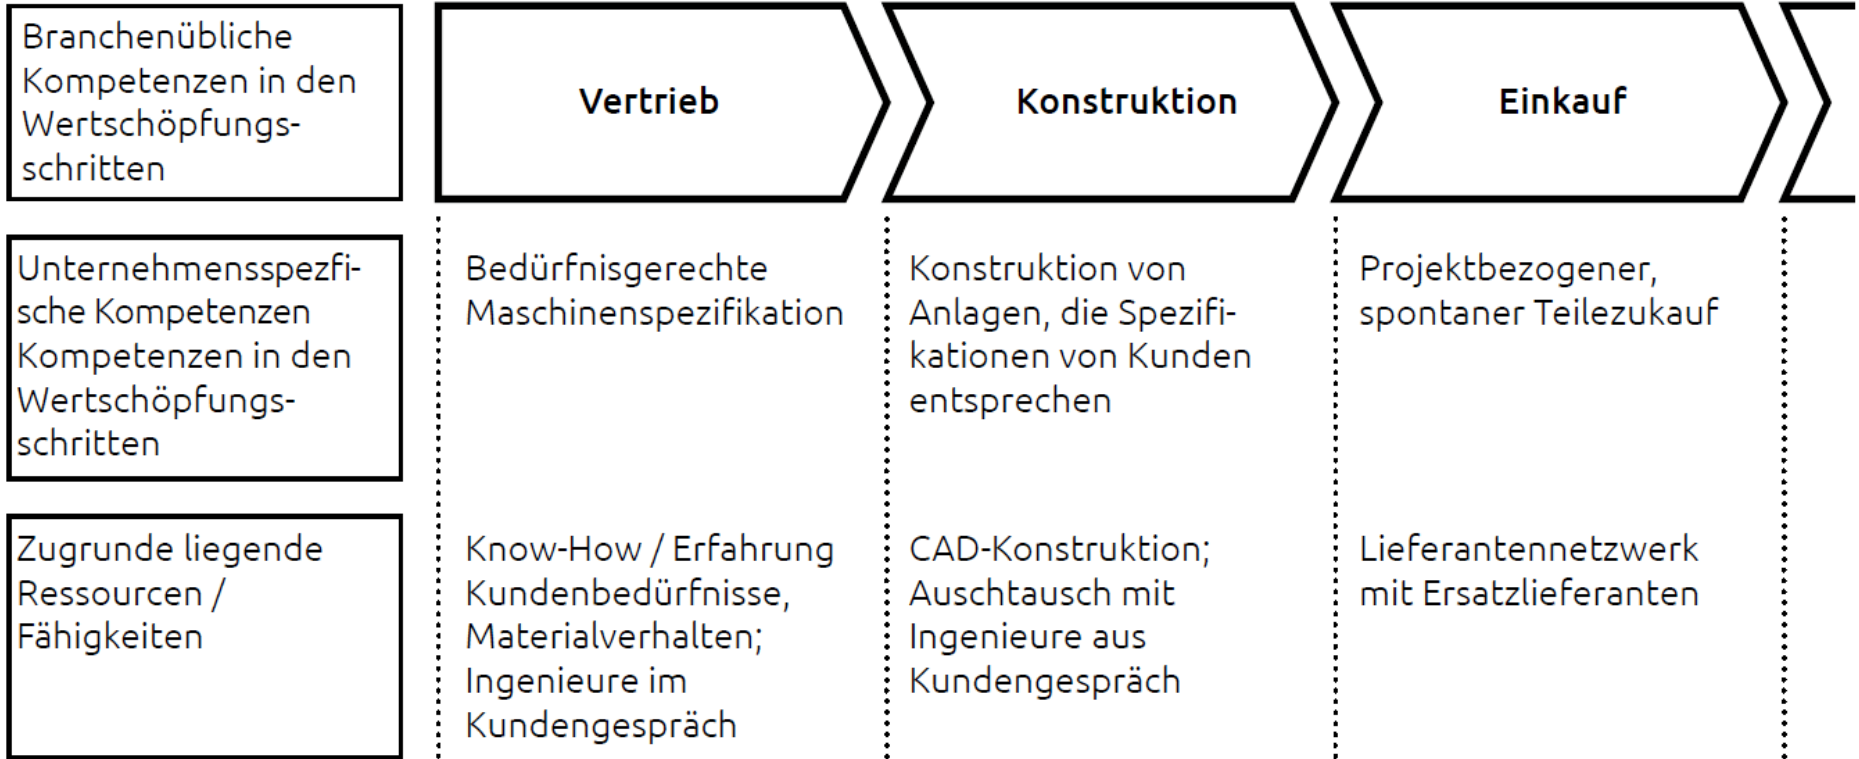 Branchenübliche
Kompetenzen in den
Wertschöpfungs-
schritten
Vertrieb
Konstruktion
Einkauf
Unternehmensspezfi-
sche Kompetenzen
Kompetenzen in den
Wertschöpfungs-
schritten
Bedürfnisgerechte
Maschinenspezifikation
Konstruktion von
Anlagen, die Spezifi-
kationen von Kunden
entsprechen
Projektbezogener,
spontaner Teilezukauf
Zugrunde liegende
Ressourcen /
Fähigkeiten
Know-How / Erfahrung
Kundenbedürfnisse,
Materialverhalten;
Ingenieure im
Kundengespräch
CAD-Konstruktion;
Auschtausch mit
Ingenieure aus
Kundengespräch
Lieferantennetzwerk
mit Ersatzlieferanten